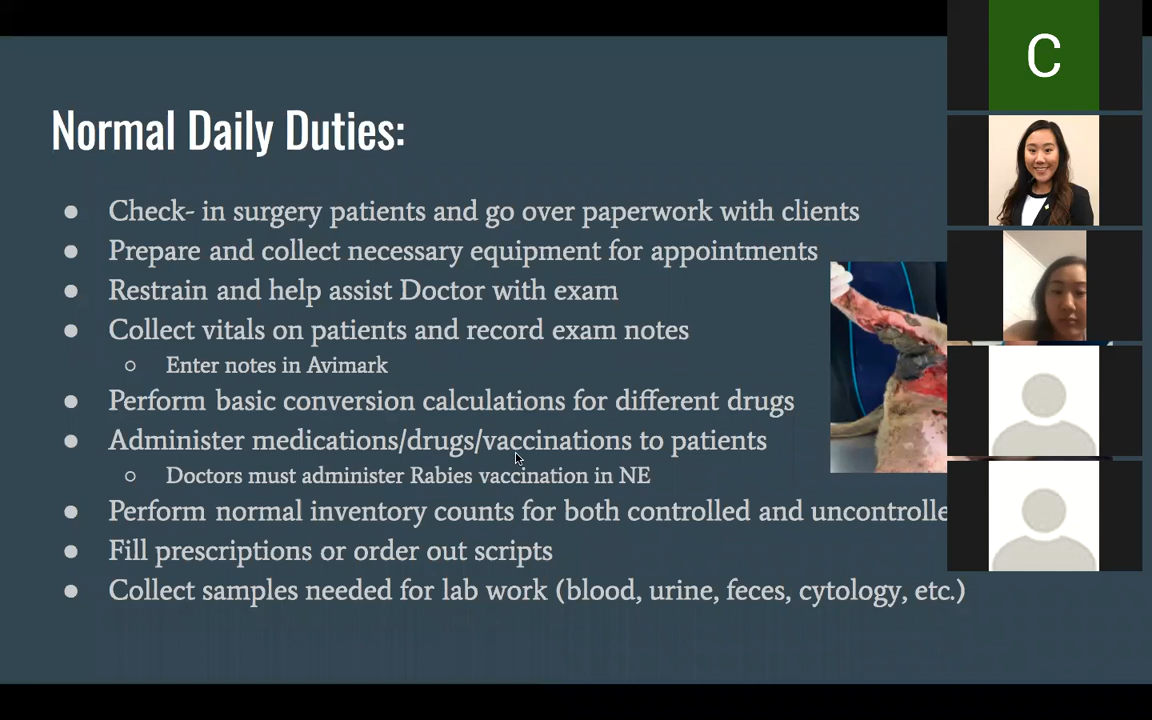 Normal Daily Duties:
● Check- in surgery patients and go over paperwork with clients
● Prepare and collect necessary equipment for appointments
● Restrain and help assist Doctor with exam
● Collect vitals on patients and record exam notes
○ Enter notes in Avimark
● Perform basic conversion calculations for different drugs
● Administer medications/drugs/vaccinations to patients
○ Doctors must administer Rabies vaccination in NE
● Perform normal inventory counts for both controlled and uncontrolle
● Fill prescriptions or order out scripts
● Collect samples needed for lab work (blood, urine, feces, cytology, etc.)
C